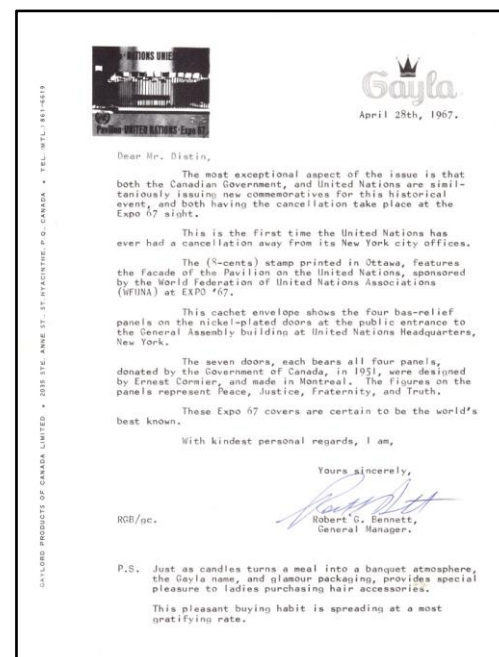 NATIONS UNIES
Pavilion·UNITED NATIONS·Expo 67
Gayla
April 28th, 1967.
GAYLORD PRODUCTS OF CANADA LIMITED • 2035 STE. ANNE ST., ST. HYACINTHE, P.Q. CANADA • TEL. (MTL.) 861-6619
Dear Mr. Distin,
The most exceptional aspect of the issue is that
both the Canadian Government, and United Nations are simil-
taniously issuing new commemoratives for this historical
event, and both having the cancellation take place at the
Expo 67 sight.
This is the first time the United Nations has
ever had a cancellation away from its New York city offices.
The (8-cents) stamp printed in Ottawa, features
the facade of the Pavilion on the United Nations, sponsored
by the World Federation of United Nations Associations
(WFUNA) at EXPO '67.
This cachet envelope shows the four bas-relief
panels on the nickel-plated doors at the public entrance to
the General Assembly building at United Nations Headquarters,
New York.
The seven doors, each bears all four panels,
donated by the Government of Canada, in 1951, were designed
by Ernest Cormier, and made in Montreal. The figures on the
panels represent Peace, Justice, Fraternity, and Truth.
These Expo 67 covers are certain to be the world's
best known.
With kindest personal regards, I am,
Yours sincerely,
RGB/gc.
Robert G. Bennett,
General Manager.
P.S. Just as candles turns a meal into a banquet atmosphere,
the Gayla name, and glamour packaging, provides special
pleasure to ladies purchasing hair accessories.
This pleasant buying habit is spreading at a most
gratifying rate.